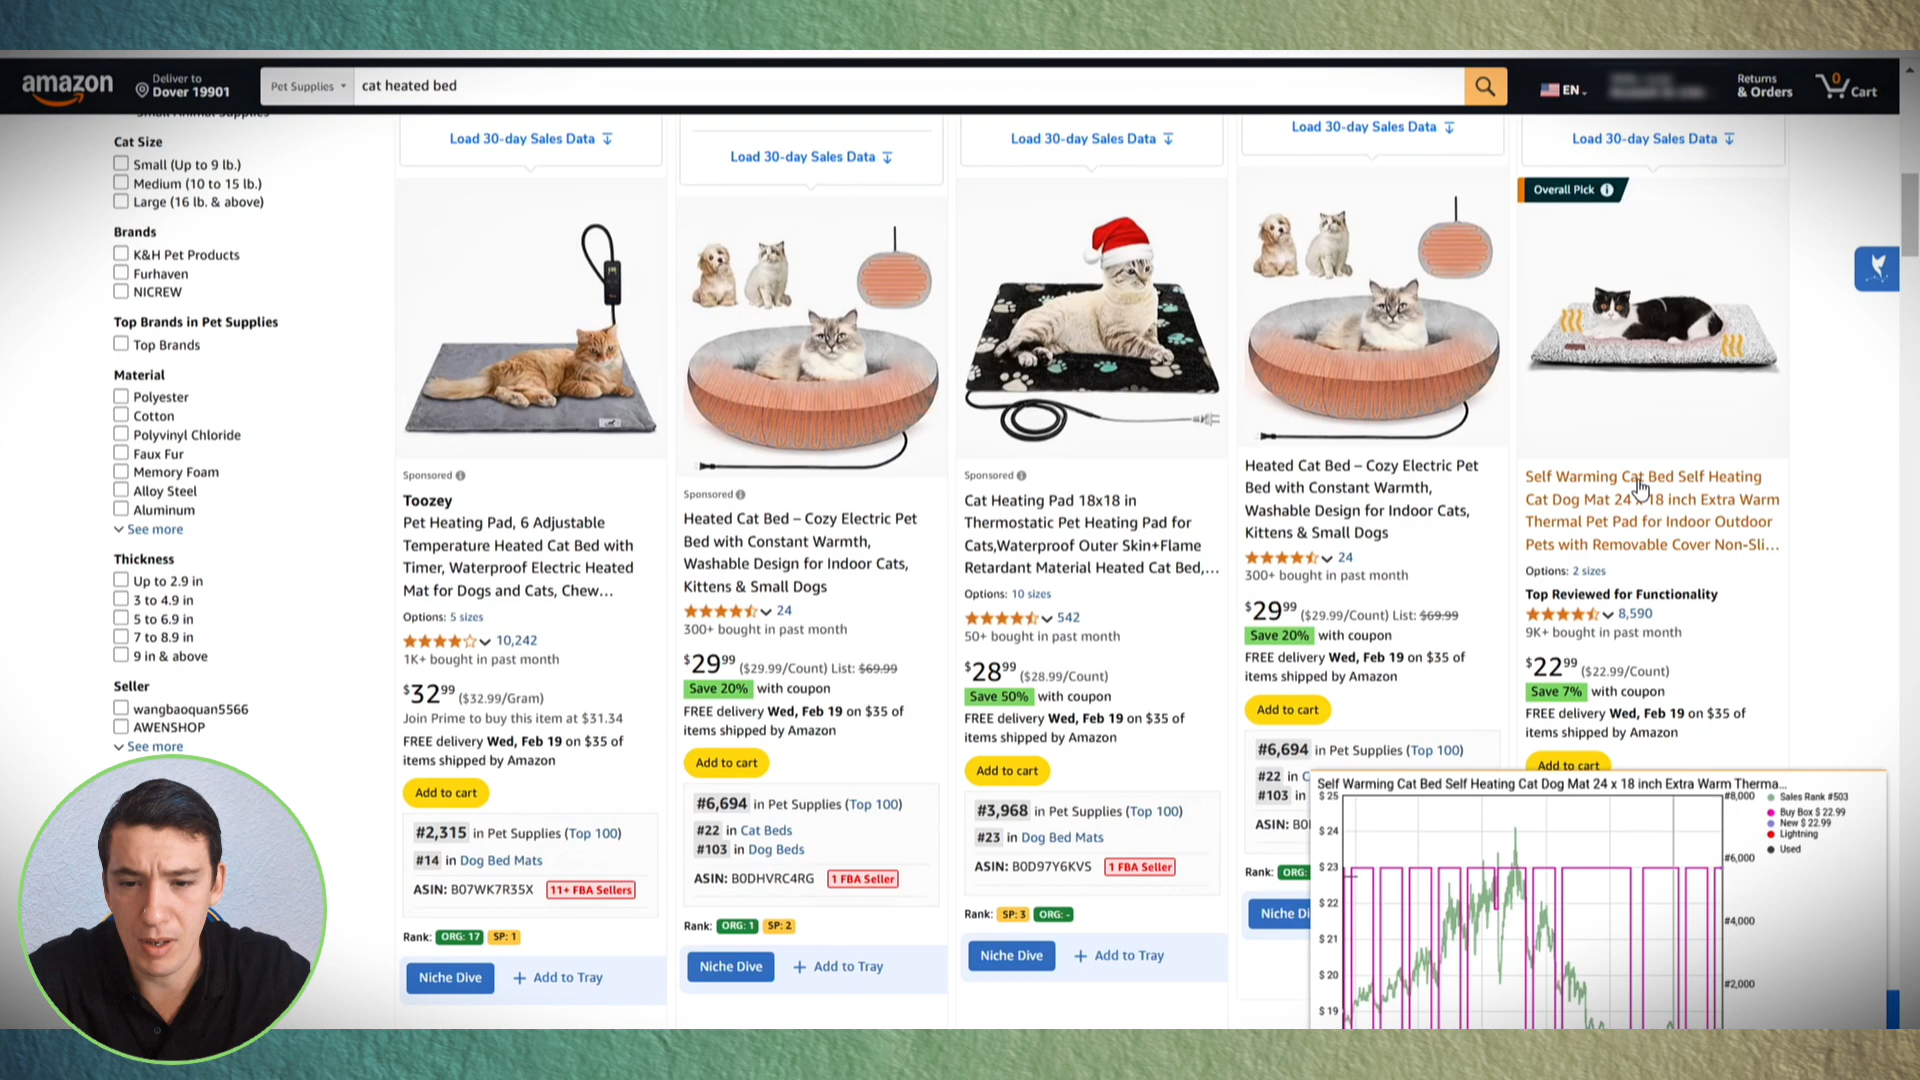 amazon
Deliver to
Dover 19901
Pet Supplies
cat heated bed
EN
Returns
& Orders
0
Cart
Small Animal Supplies
Cat Size
Small (Up to 9 lb.)
Medium (10 to 15 lb.)
Large (16 lb. & above)
Brands
K&H Pet Products
Furhaven
NICREW
Top Brands in Pet Supplies
Top Brands
Material
Polyester
Cotton
Polyvinyl Chloride
Faux Fur
Memory Foam
Alloy Steel
Aluminum
See more
Thickness
Up to 2.9 in
3 to 4.9 in
5 to 6.9 in
7 to 8.9 in
9 in & above
Seller
wangbaoquan5566
AWENSHOP
See more
Load 30-day Sales Data
Sponsored
Toozey
Pet Heating Pad, 6 Adjustable
Temperature Heated Cat Bed with
Timer, Waterproof Electric Heated
Mat for Dogs and Cats, Chew…
Options: 5 sizes
10,242
1K+ bought in past month
$32 99 ($32.99/Gram)
Join Prime to buy this item at $31.34
FREE delivery Wed, Feb 19 on $35 of
items shipped by Amazon
Add to cart
#2,315 in Pet Supplies (Top 100)
#14 in Dog Bed Mats
ASIN: B07WK7R35X 11+ FBA Sellers
Rank: ORG: 17 SP: 1
Niche Dive + Add to Tray
Load 30-day Sales Data
Sponsored
Heated Cat Bed – Cozy Electric Pet
Bed with Constant Warmth,
Washable Design for Indoor Cats,
Kittens & Small Dogs
24
300+ bought in past month
$29 99 ($29.99/Count) List: $69.99
Save 20% with coupon
FREE delivery Wed, Feb 19 on $35 of
items shipped by Amazon
Add to cart
#6,694 in Pet Supplies (Top 100)
#22 in Cat Beds
#103 in Dog Beds
ASIN: B0DHVRC4RG 1 FBA Seller
Rank: ORG: 1 SP: 2
Niche Dive + Add to Tray
Load 30-day Sales Data
Sponsored
Cat Heating Pad 18x18 in
Thermostatic Pet Heating Pad for
Cats,Waterproof Outer Skin+Flame
Retardant Material Heated Cat Bed,…
Options: 10 sizes
542
50+ bought in past month
$28 99 ($28.99/Count)
Save 50% with coupon
FREE delivery Wed, Feb 19 on $35 of
items shipped by Amazon
Add to cart
#3,968 in Pet Supplies (Top 100)
#23 in Dog Bed Mats
ASIN: B0D97Y6KVS 1 FBA Seller
Rank: SP: 3 ORG: -
Niche Dive + Add to Tray
Load 30-day Sales Data
Heated Cat Bed – Cozy Electric Pet
Bed with Constant Warmth,
Washable Design for Indoor Cats,
Kittens & Small Dogs
24
300+ bought in past month
$29 99 ($29.99/Count) List: $69.99
Save 20% with coupon
FREE delivery Wed, Feb 19 on $35 of
items shipped by Amazon
Add to cart
#6,694 in Pet Supplies (Top 100)
#22 in C
#103 in
ASIN: B0
Rank: ORG:
Niche Di
Load 30-day Sales Data
Overall Pick
Self Warming Cat Bed Self Heating
Cat Dog Mat 24 x 18 inch Extra Warm
Thermal Pet Pad for Indoor Outdoor
Pets with Removable Cover Non-Sli…
Options: 2 sizes
Top Reviewed for Functionality
8,590
9K+ bought in past month
$22 99 ($22.99/Count)
Save 7% with coupon
FREE delivery Wed, Feb 19 on $35 of
items shipped by Amazon
Add to cart
Self Warming Cat Bed Self Heating Cat Dog Mat 24 x 18 inch Extra Warm Therma...
$ 25
$ 24
$ 23
$ 22
$ 21
$ 20
$ 19
#8,000
#6,000
#4,000
#2,000
Sales Rank #503
Buy Box $ 22.99
New $ 22.99
Lightning
Used